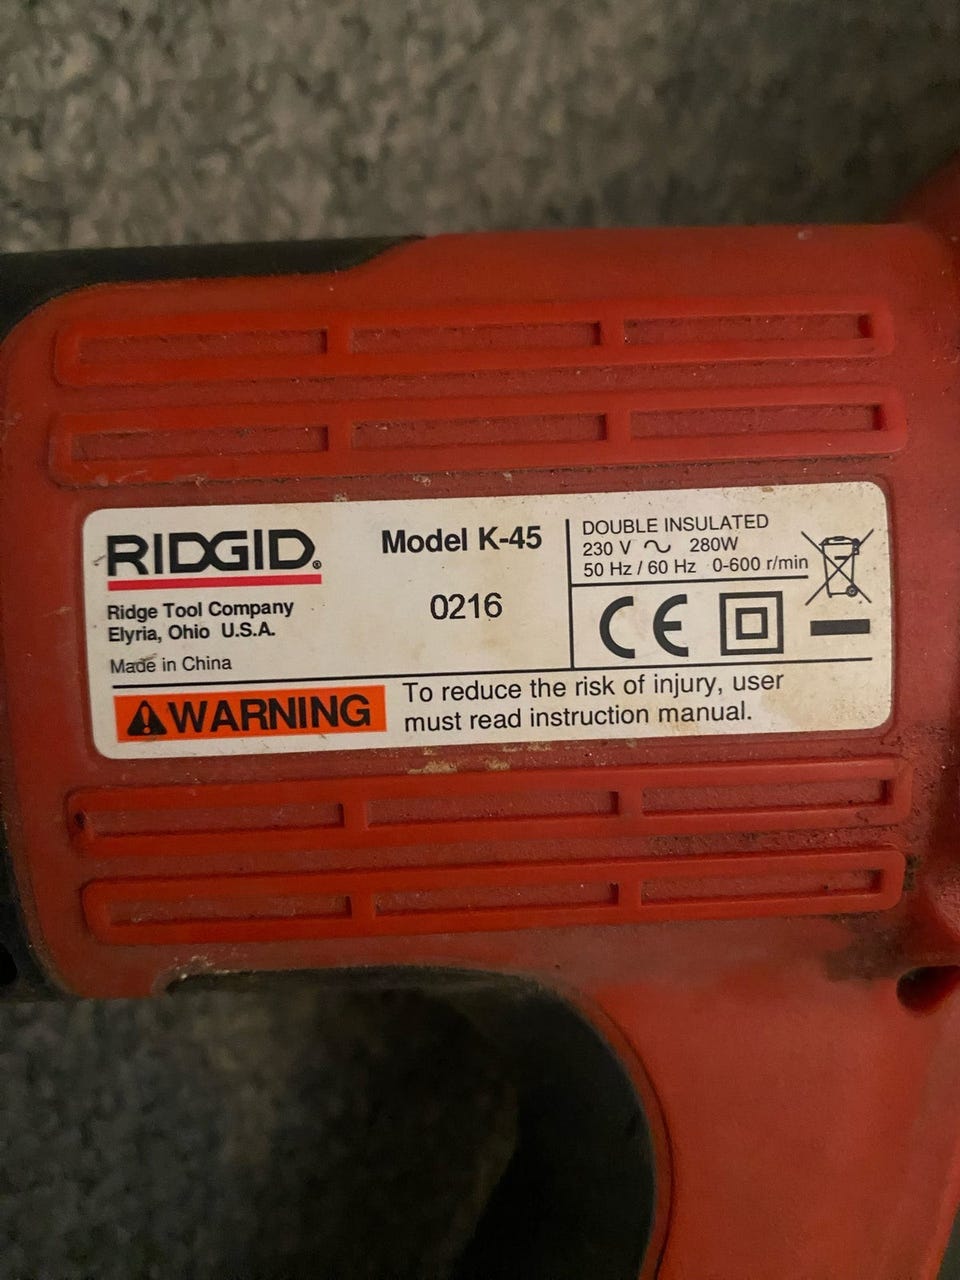 RIDGID®
Ridge Tool Company
Elyria, Ohio U.S.A.
Made in China
Model K-45
0216
DOUBLE INSULATED
230 V ~ 280W
50 Hz / 60 Hz 0-600 r/min
CE
WARNING
To reduce the risk of injury, user
must read instruction manual.